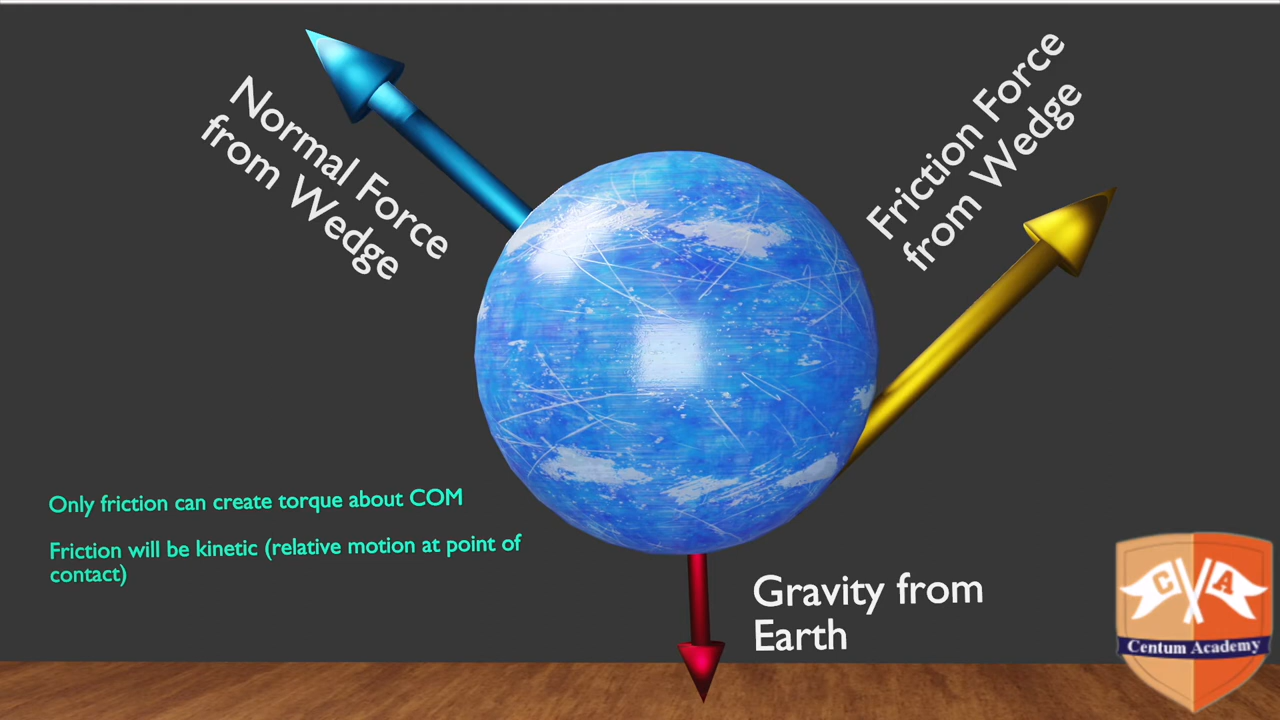 Normal Force
from Wedge
Friction Force
from Wedge
Only friction can create torque about COM
Friction will be kinetic (relative motion at point of
contact)
Gravity from
Earth
C A
Centum Academy